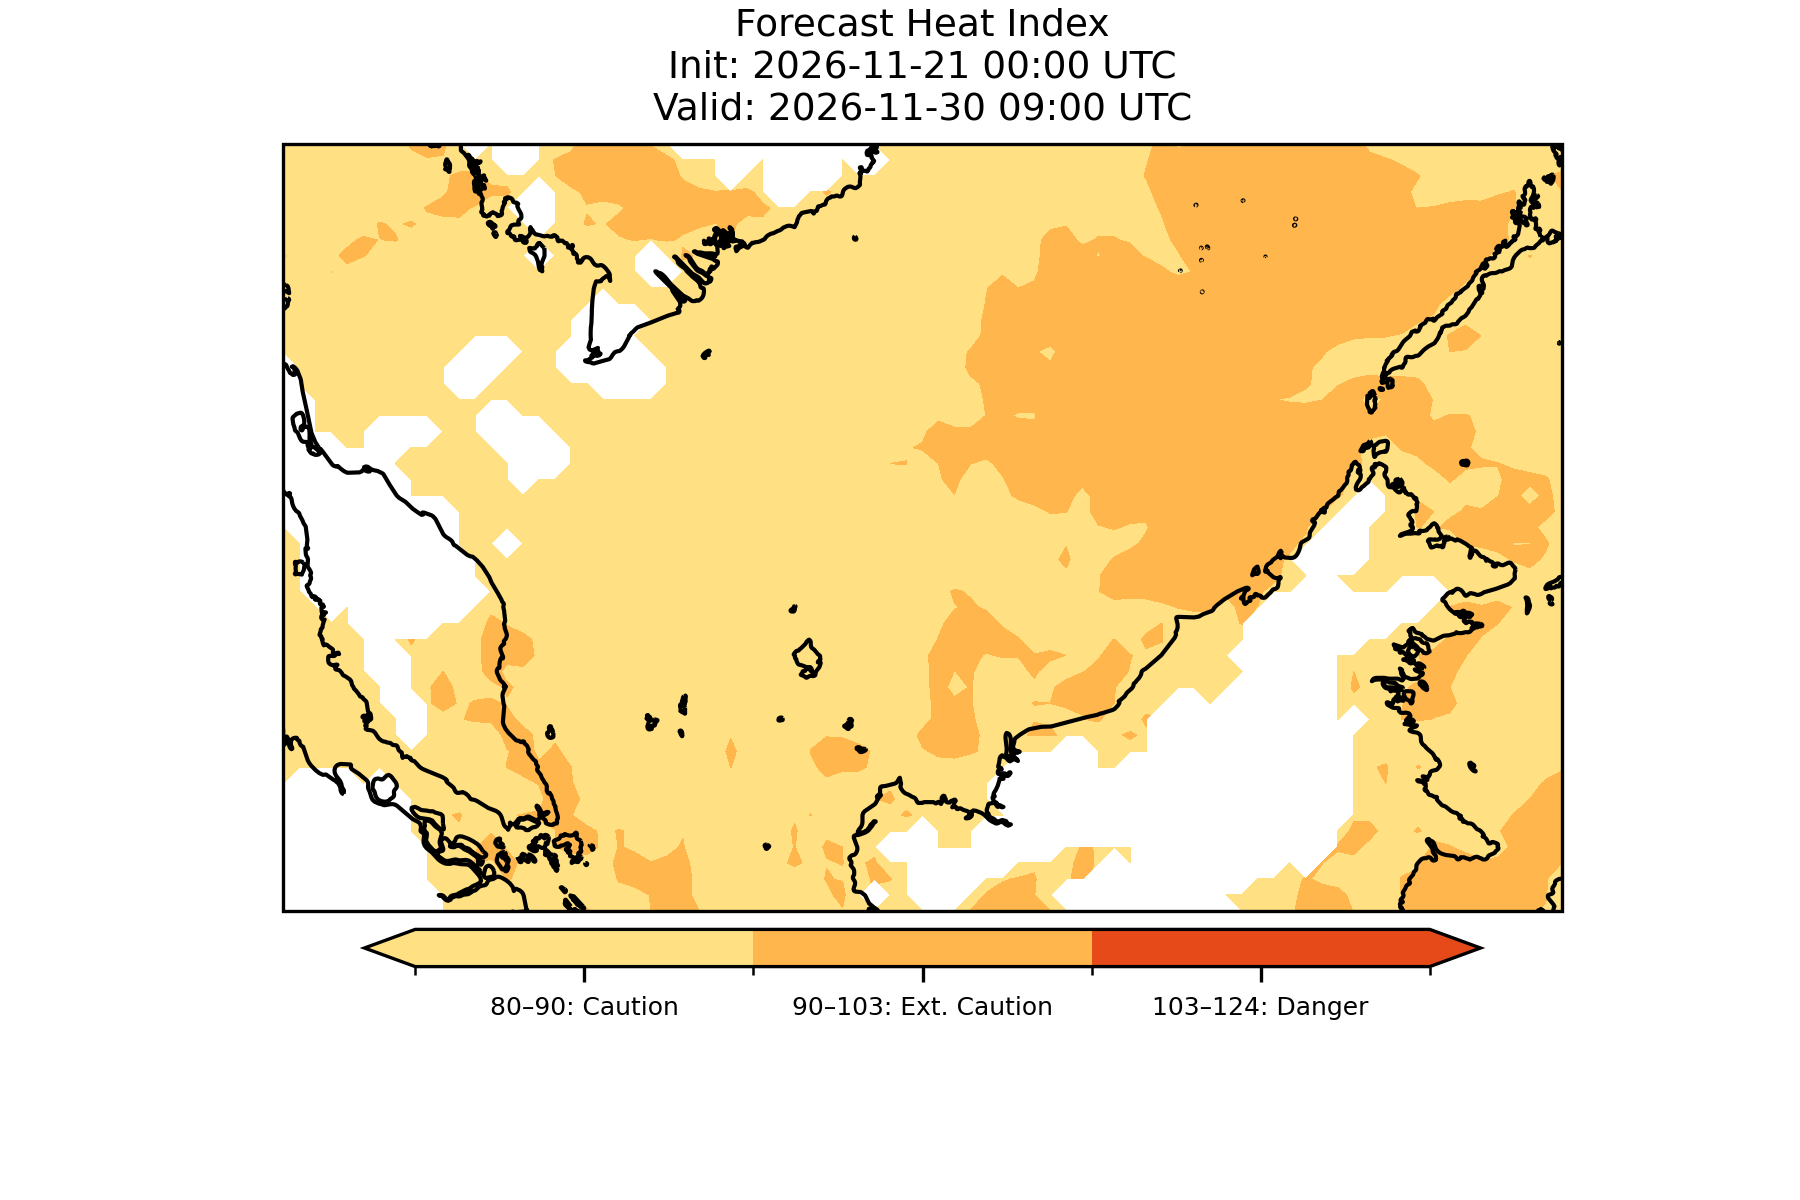 Forecast Heat Index
Init: 2026-11-21 00:00 UTC
Valid: 2026-11-30 09:00 UTC
80–90: Caution
90–103: Ext. Caution
103–124: Danger